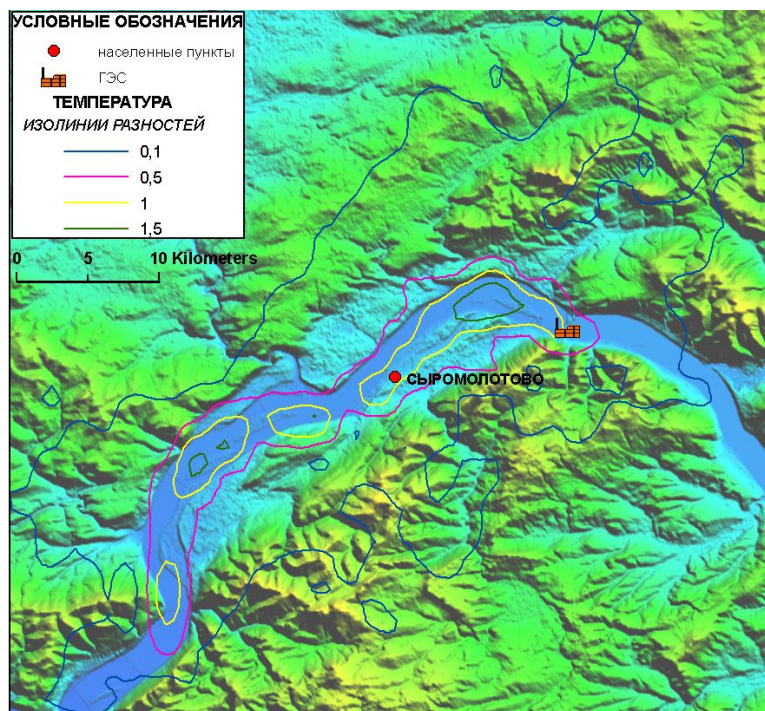 УСЛОВНЫЕ ОБОЗНАЧЕНИЯ
населенные пункты
ГЭС
ТЕМПЕРАТУРА
ИЗОЛИНИИ РАЗНОСТЕЙ
0,1
0,5
1
1,5
0 5 10 Kilometers
СЫРОМОЛОТОВО